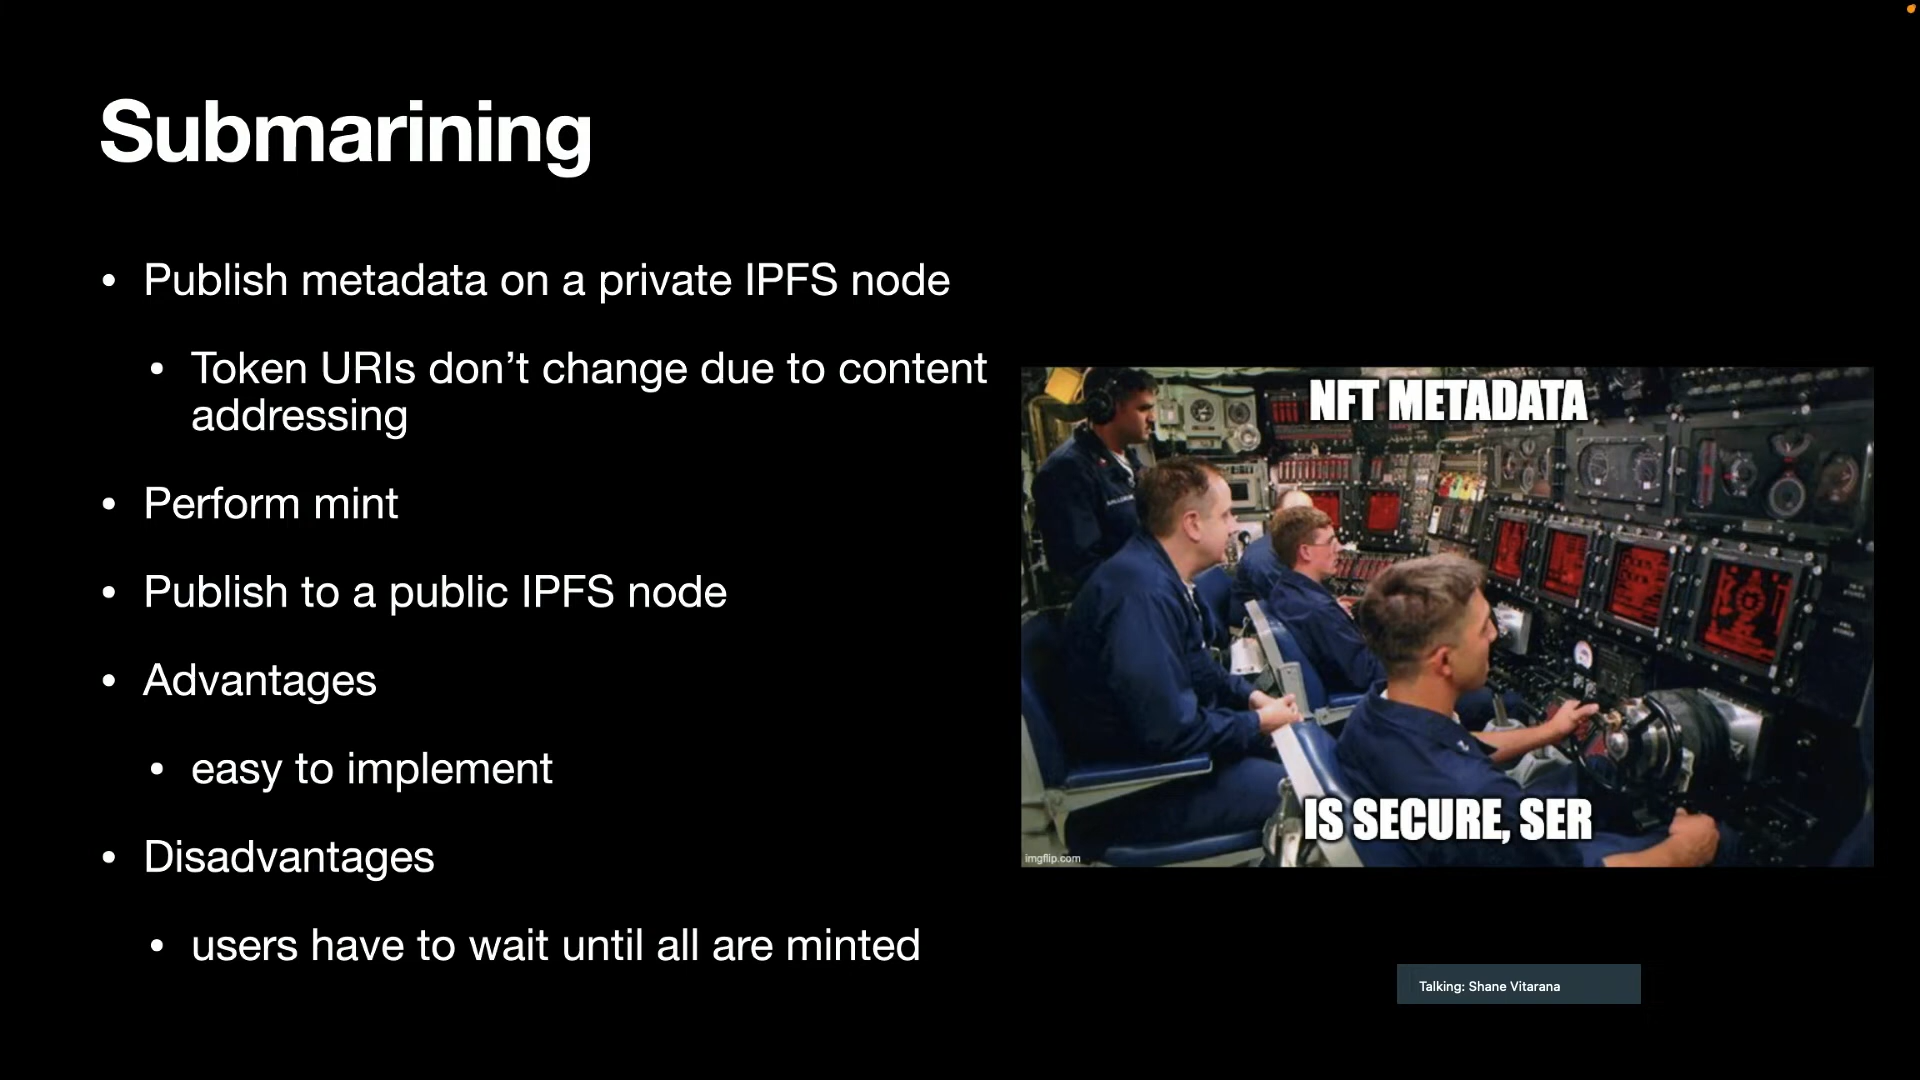 Submarining
• Publish metadata on a private IPFS node
• Token URIs don’t change due to content
addressing
• Perform mint
• Publish to a public IPFS node
• Advantages
• easy to implement
• Disadvantages
• users have to wait until all are minted
NFT METADATA
IS SECURE, SER
imgflip.com
Talking: Shane Vitarana